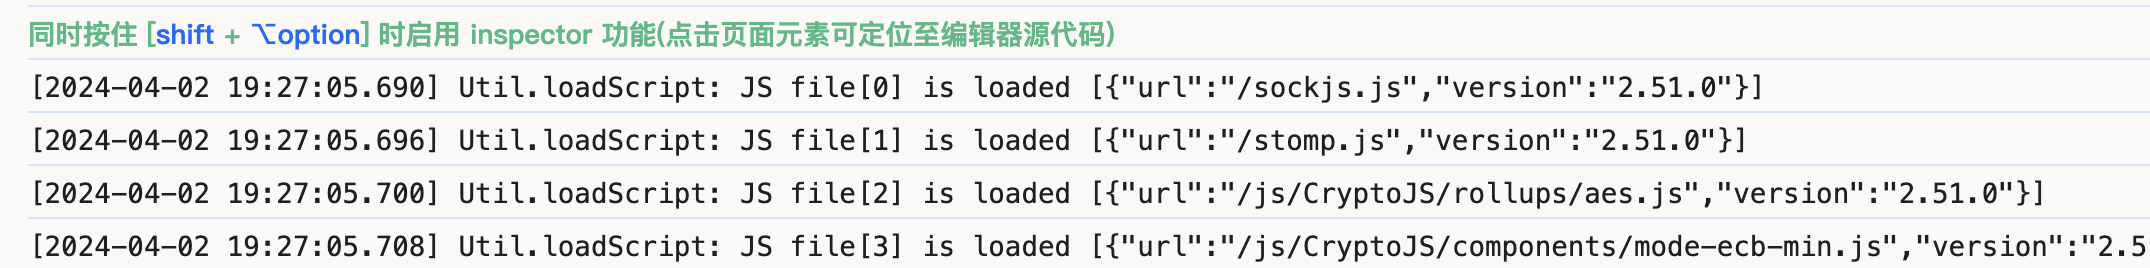 同时按住 [shift + ⌥option] 时启用 inspector 功能(点击页面元素可定位至编辑器源代码)
[2024-04-02 19:27:05.690] Util.loadScript: JS file[0] is loaded [{"url":"/sockjs.js","version":"2.51.0"}]
[2024-04-02 19:27:05.696] Util.loadScript: JS file[1] is loaded [{"url":"/stomp.js","version":"2.51.0"}]
[2024-04-02 19:27:05.700] Util.loadScript: JS file[2] is loaded [{"url":"/js/CryptoJS/rollups/aes.js","version":"2.51.0"}]
[2024-04-02 19:27:05.708] Util.loadScript: JS file[3] is loaded [{"url":"/js/CryptoJS/components/mode-ecb-min.js","version":"2.5